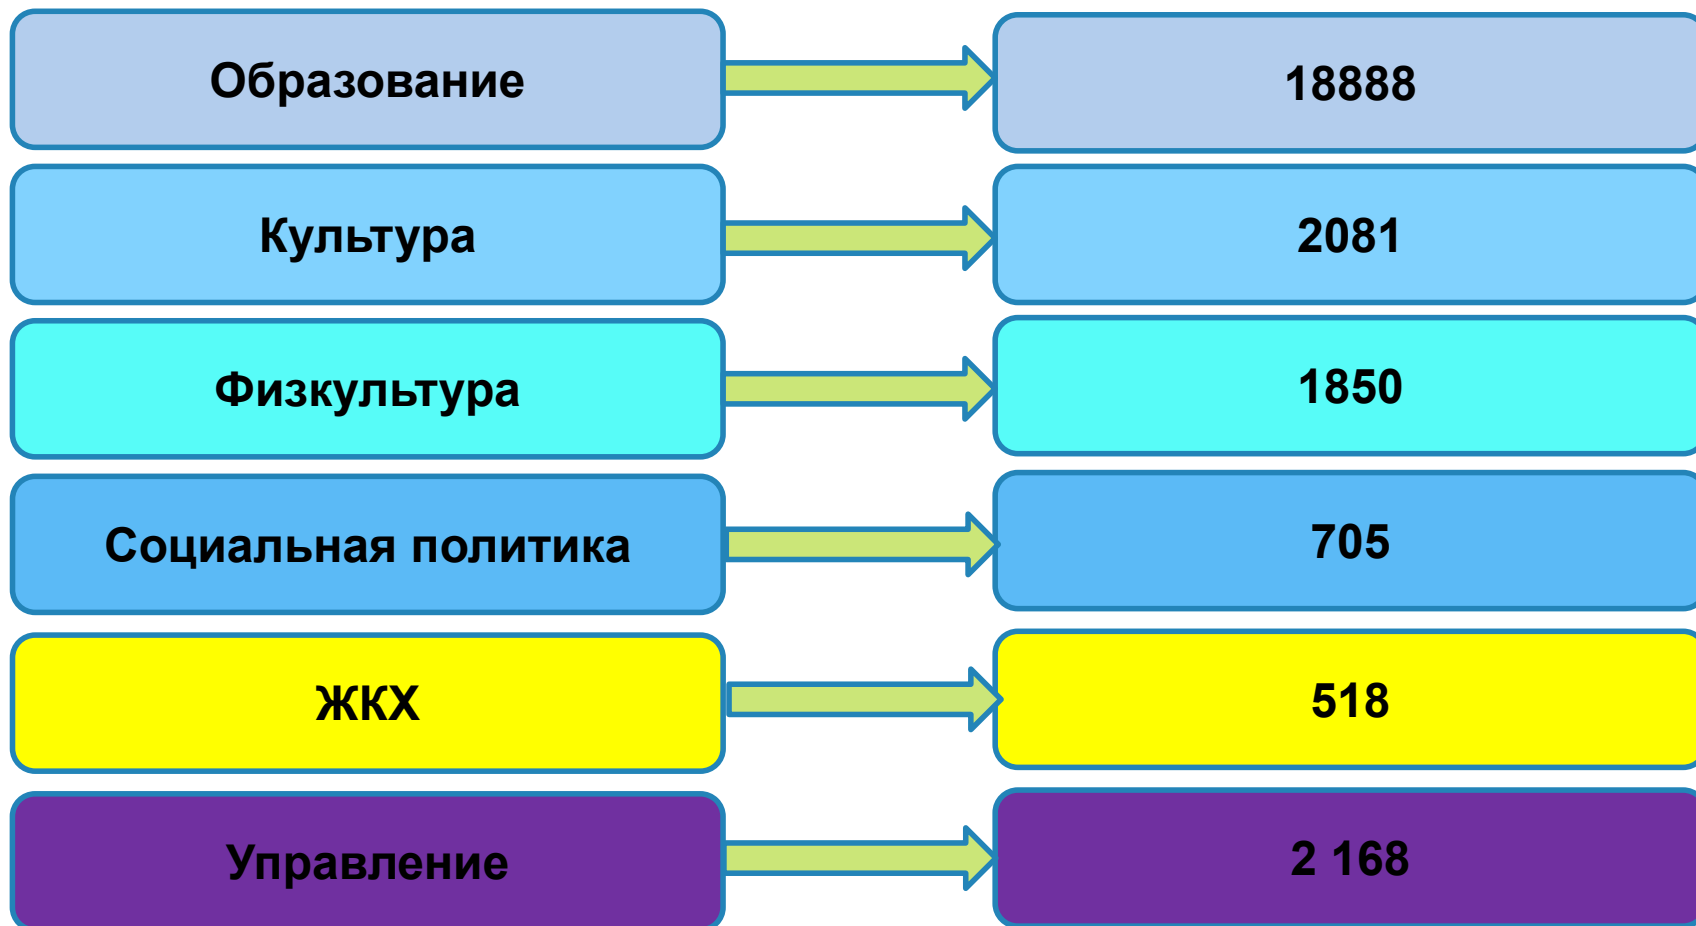 Образование
18888
Культура
2081
Физкультура
1850
Социальная политика
705
ЖКХ
518
Управление
2 168